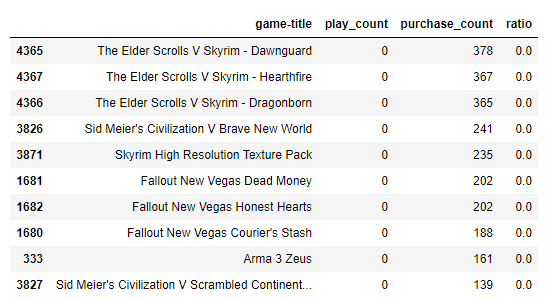 game-title play_count purchase_count ratio
4365 The Elder Scrolls V Skyrim - Dawnguard 0 378 0.0
4367 The Elder Scrolls V Skyrim - Hearthfire 0 367 0.0
4366 The Elder Scrolls V Skyrim - Dragonborn 0 365 0.0
3826 Sid Meier's Civilization V Brave New World 0 241 0.0
3871 Skyrim High Resolution Texture Pack 0 235 0.0
1681 Fallout New Vegas Dead Money 0 202 0.0
1682 Fallout New Vegas Honest Hearts 0 202 0.0
1680 Fallout New Vegas Courier's Stash 0 188 0.0
333 Arma 3 Zeus 0 161 0.0
3827 Sid Meier's Civilization V Scrambled Continent... 0 139 0.0